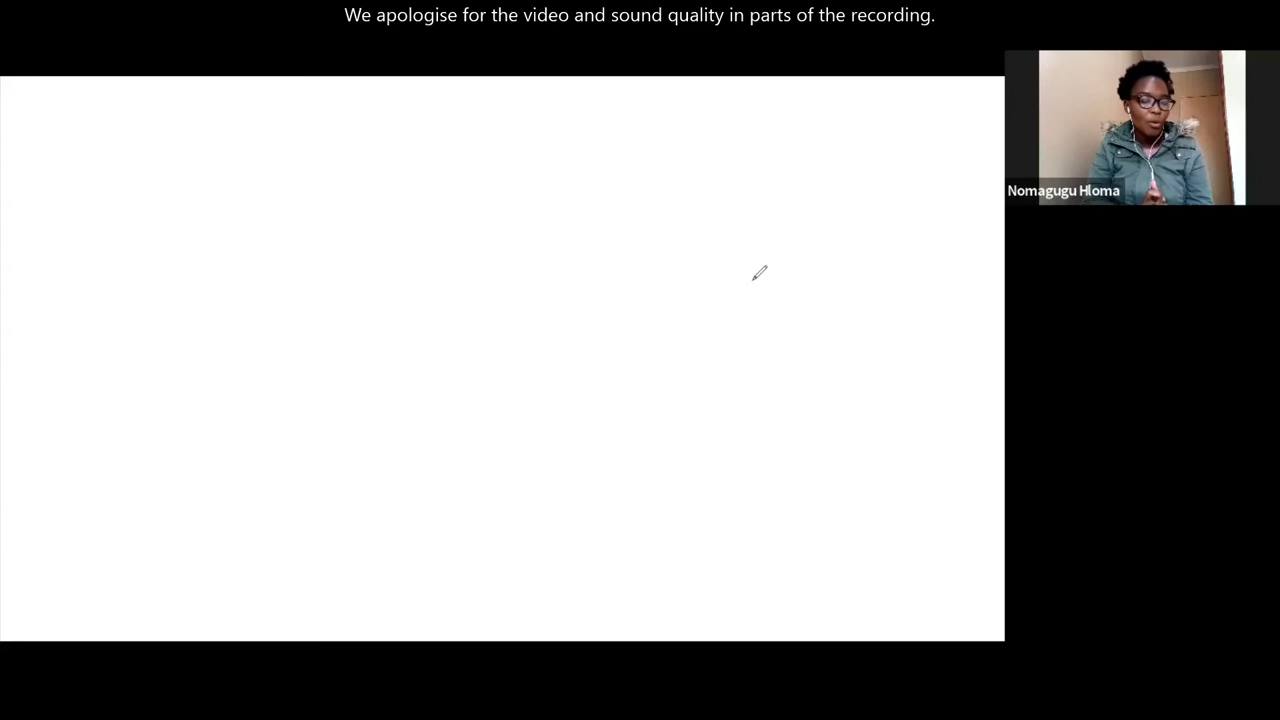 We apologise for the video and sound quality in parts of the recording.
Nomagugu Hloma